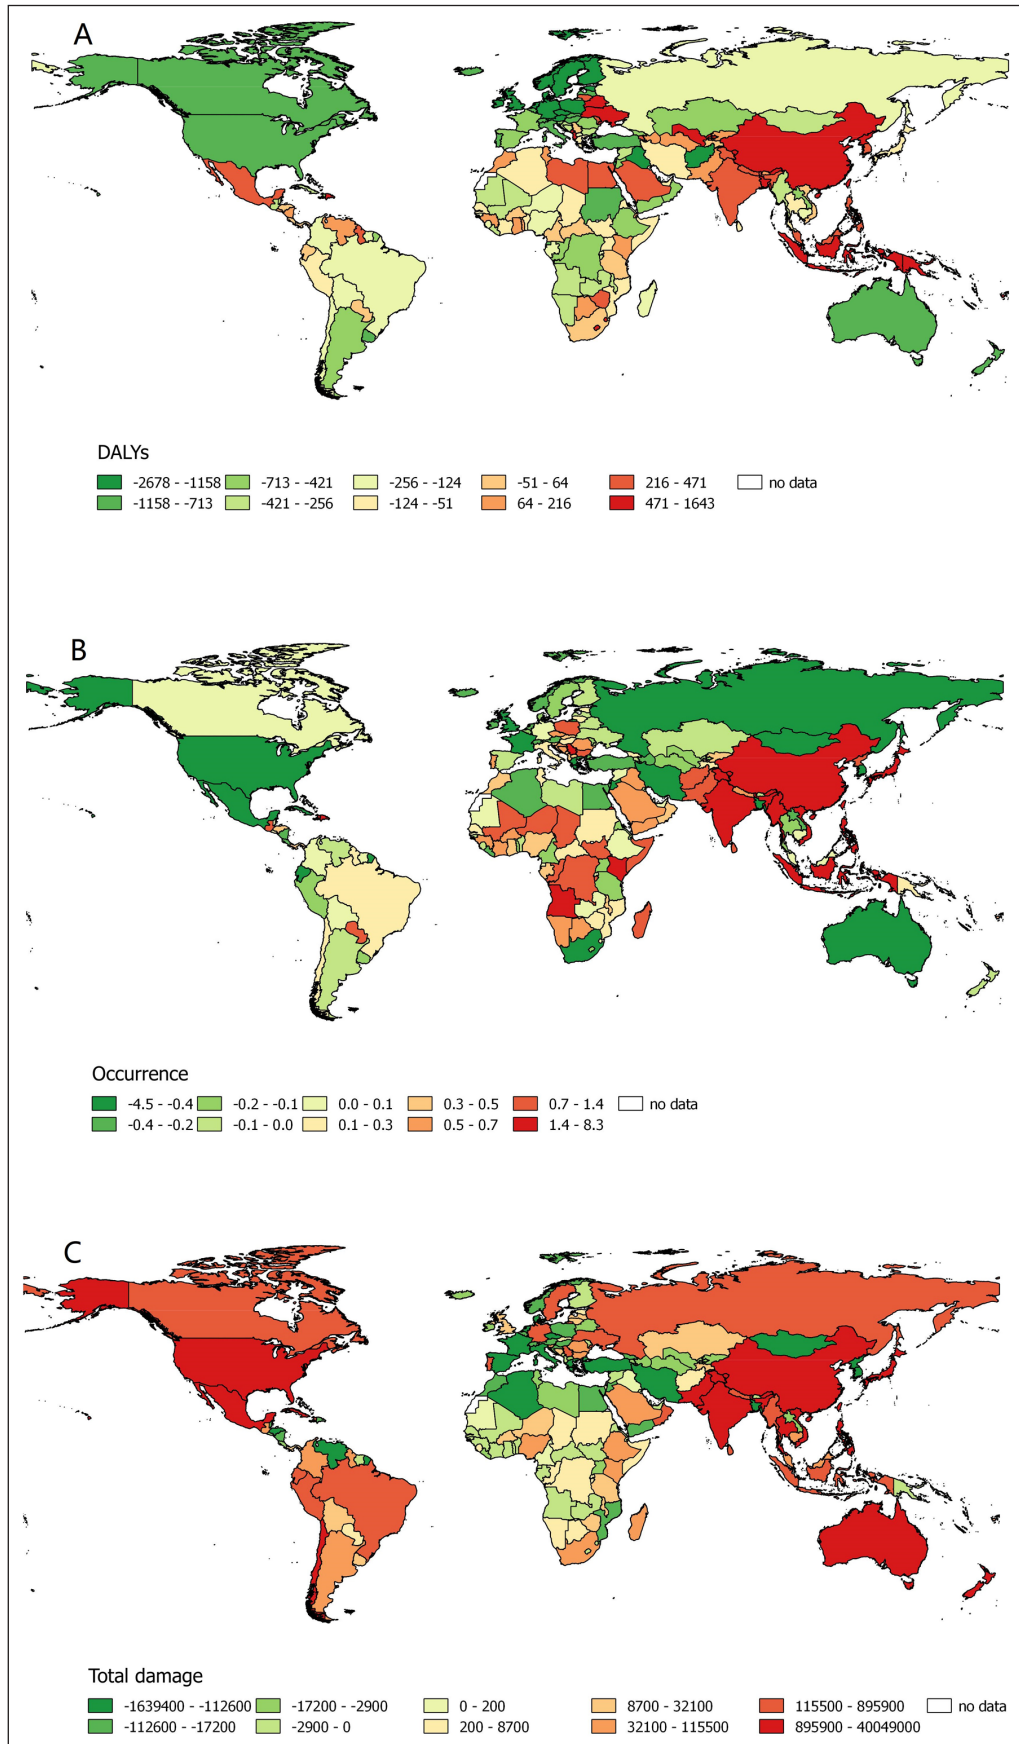 A
DALYs
-2678 - -1158 -713 - -421 -256 - -124 -51 - 64 216 - 471 no data
-1158 - -713 -421 - -256 -124 - -51 64 - 216 471 - 1643
B
Occurrence
-4.5 - -0.4 -0.2 - -0.1 0.0 - 0.1 0.3 - 0.5 0.7 - 1.4 no data
-0.4 - -0.2 -0.1 - 0.0 0.1 - 0.3 0.5 - 0.7 1.4 - 8.3
C
Total damage
-1639400 - -112600 -17200 - -2900 0 - 200 8700 - 32100 115500 - 895900 no data
-112600 - -17200 -2900 - 0 200 - 8700 32100 - 115500 895900 - 40049000